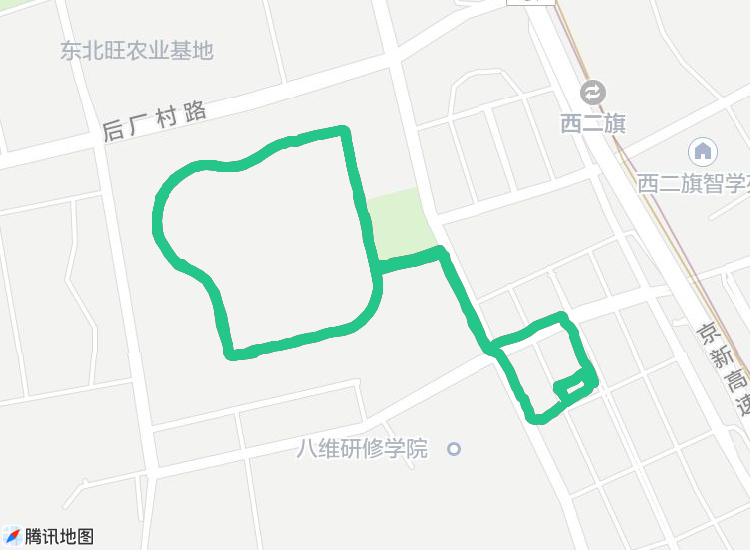 东北旺农业基地
后厂村路
西二旗
西二旗智学苑
京新高速
八维研修学院
腾讯地图